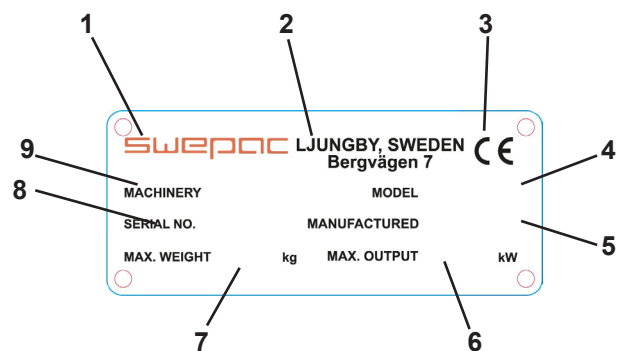 1 2 3
swepac LJUNGBY, SWEDEN CE
Bergvägen 7
9 4
MACHINERY MODEL
8
SERIAL NO. MANUFACTURED
5
MAX. WEIGHT kg MAX. OUTPUT kW
7 6